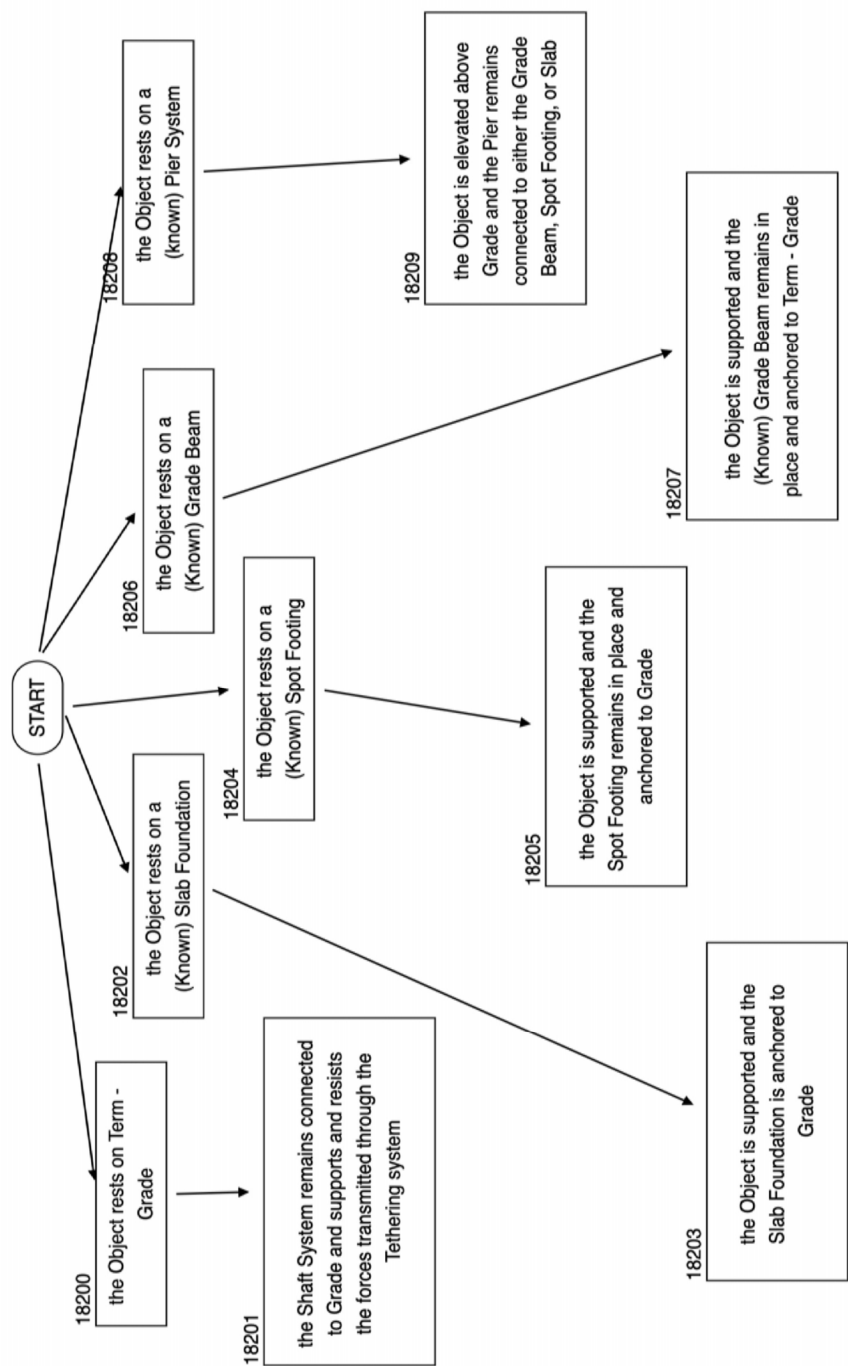 START
18200
the Object rests on Term -
Grade
18201
the Shaft System remains connected
to Grade and supports and resists
the forces transmitted through the
Tethering system
18202
the Object rests on a
(Known) Slab Foundation
18203
the Object is supported and the
Slab Foundation is anchored to
Grade
18204
the Object rests on a
(Known) Spot Footing
18205
the Object is supported and the
Spot Footing remains in place and
anchored to Grade
18206
the Object rests on a
(Known) Grade Beam
18207
the Object is supported and the
(Known) Grade Beam remains in
place and anchored to Term - Grade
18208
the Object rests on a
(known) Pier System
18209
the Object is elevated above
Grade and the Pier remains
connected to either the Grade
Beam, Spot Footing, or Slab